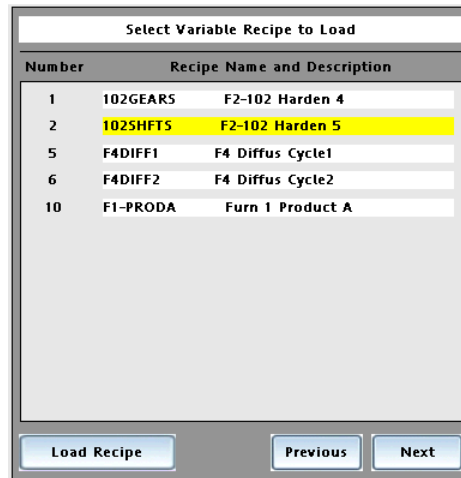 Select Variable Recipe to Load
Number Recipe Name and Description
1 102GEARS F2-102 Harden 4
2 102SHFTS F2-102 Harden 5
5 F4DIFF1 F4 Diffus Cycle1
6 F4DIFF2 F4 Diffus Cycle2
10 F1-PRODA Furn 1 Product A
Load Recipe Previous Next